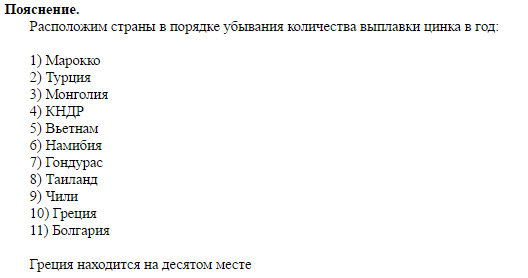 Пояснение.
Расположим страны в порядке убывания количества выплавки цинка в год:
1) Марокко
2) Турция
3) Монголия
4) КНДР
5) Вьетнам
6) Намибия
7) Гондурас
8) Таиланд
9) Чили
10) Греция
11) Болгария
Греция находится на десятом месте